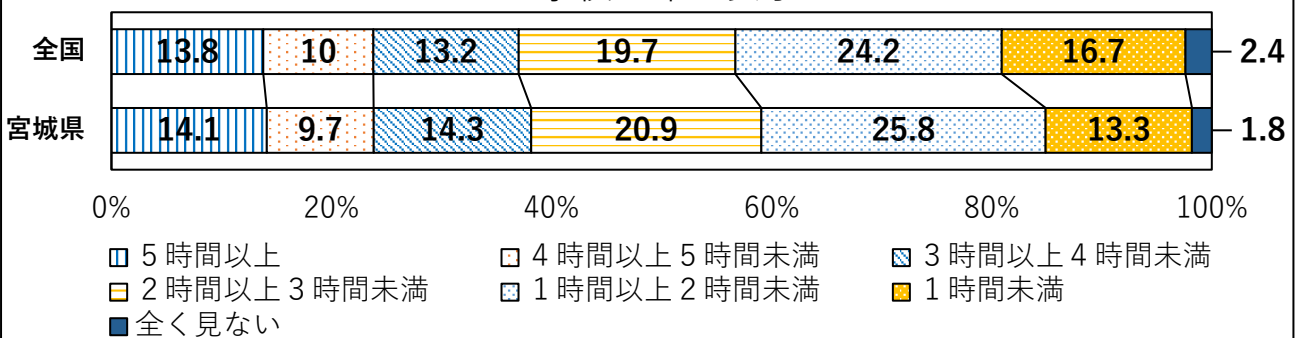 全国 13.8 10 13.2 19.7 24.2 16.7 2.4
宮城県 14.1 9.7 14.3 20.9 25.8 13.3 1.8
0% 20% 40% 60% 80% 100%
5時間以上 4時間以上5時間未満 3時間以上4時間未満
2時間以上3時間未満 1時間以上2時間未満 1時間未満
全く見ない